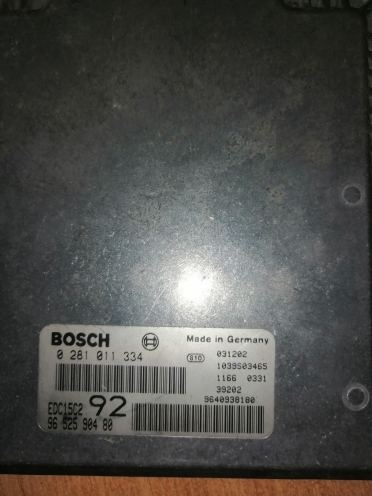 BOSCH
Made in Germany
0 281 011 334
610
031202
1039S03465
1166 0331
39202
9640938180
EDC15C2 92
96 525 904 80